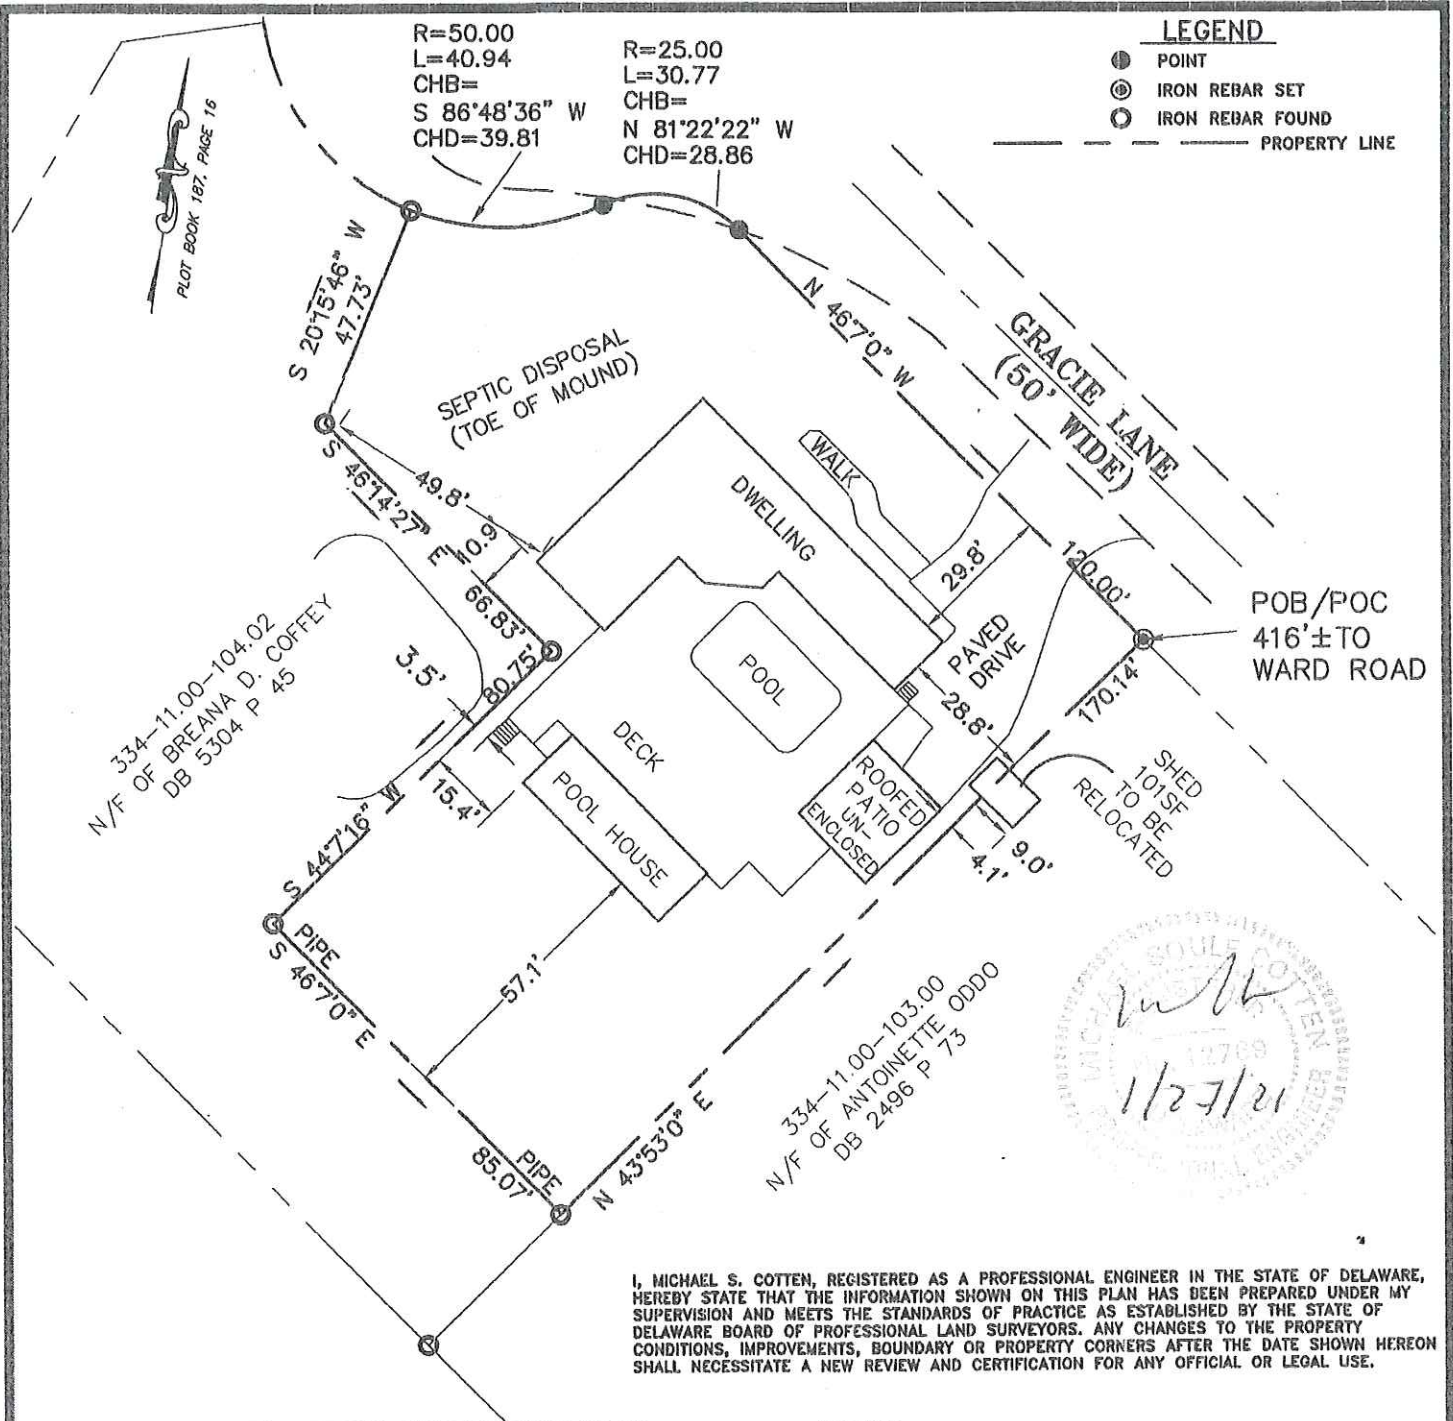 R=50.00
L=40.94
CHB=
S 86°48'36" W
CHD=39.81
R=25.00
L=30.77
CHB=
N 81°22'22" W
CHD=28.86
LEGEND
POINT
IRON REBAR SET
IRON REBAR FOUND
PROPERTY LINE
PLOT BOOK 187, PAGE 16
S 20°15'46" W
47.73'
SEPTIC DISPOSAL
(TOE OF MOUND)
N 46°7'0" W
GRACIE LANE
(50' WIDE)
S 46°14'27" E
49.8'
10.9'
66.83'
WALK
DWELLING
29.8'
120.00'
POB/POC
416'±TO
WARD ROAD
334-11.00-104.02
N/F OF BREANA D. COFFEY
DB 5304 P 45
3.5'
80.75'
POOL
PAVED
DRIVE
28.8'
170.14'
DECK
15.4'
POOL HOUSE
ROOFED
PATIO
UN-
ENCLOSED
SHED
101SF
TO BE
RELOCATED
9.0'
4.1'
S 44°7'16" W
PIPE
S 46°7'0" E
57.1'
85.07'
PIPE
N 43°53'0" E
334-11.00-103.00
N/F OF ANTOINETTE ODDO
DB 2496 P 73
MICHAEL SOULE COTTEN
12769
1/27/21
I, MICHAEL S. COTTEN, REGISTERED AS A PROFESSIONAL ENGINEER IN THE STATE OF DELAWARE,
HEREBY STATE THAT THE INFORMATION SHOWN ON THIS PLAN HAS BEEN PREPARED UNDER MY
SUPERVISION AND MEETS THE STANDARDS OF PRACTICE AS ESTABLISHED BY THE STATE OF
DELAWARE BOARD OF PROFESSIONAL LAND SURVEYORS. ANY CHANGES TO THE PROPERTY
CONDITIONS, IMPROVEMENTS, BOUNDARY OR PROPERTY CORNERS AFTER THE DATE SHOWN HEREON
SHALL NECESSITATE A NEW REVIEW AND CERTIFICATION FOR ANY OFFICIAL OR LEGAL USE.